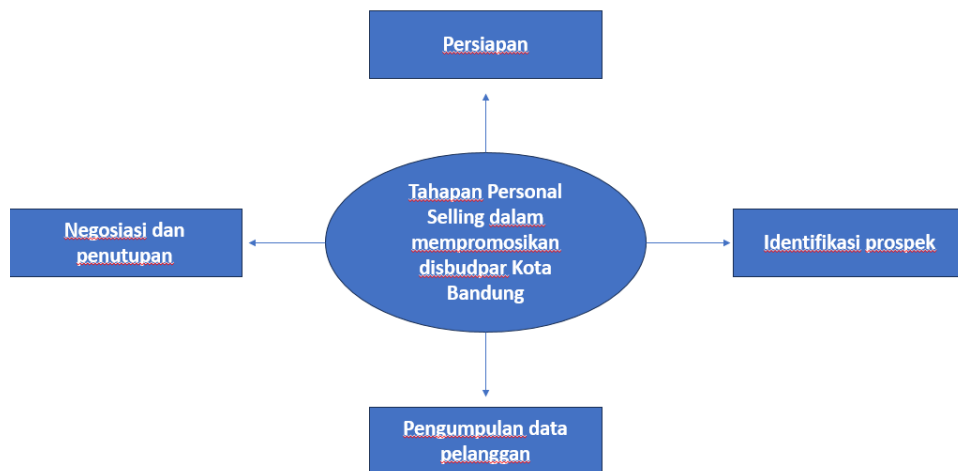 Persiapan
Tahapan Personal
Selling dalam
mempromosikan
disbudpar Kota
Bandung
Negosiasi dan
penutupan
Identifikasi prospek
Pengumpulan data
pelanggan